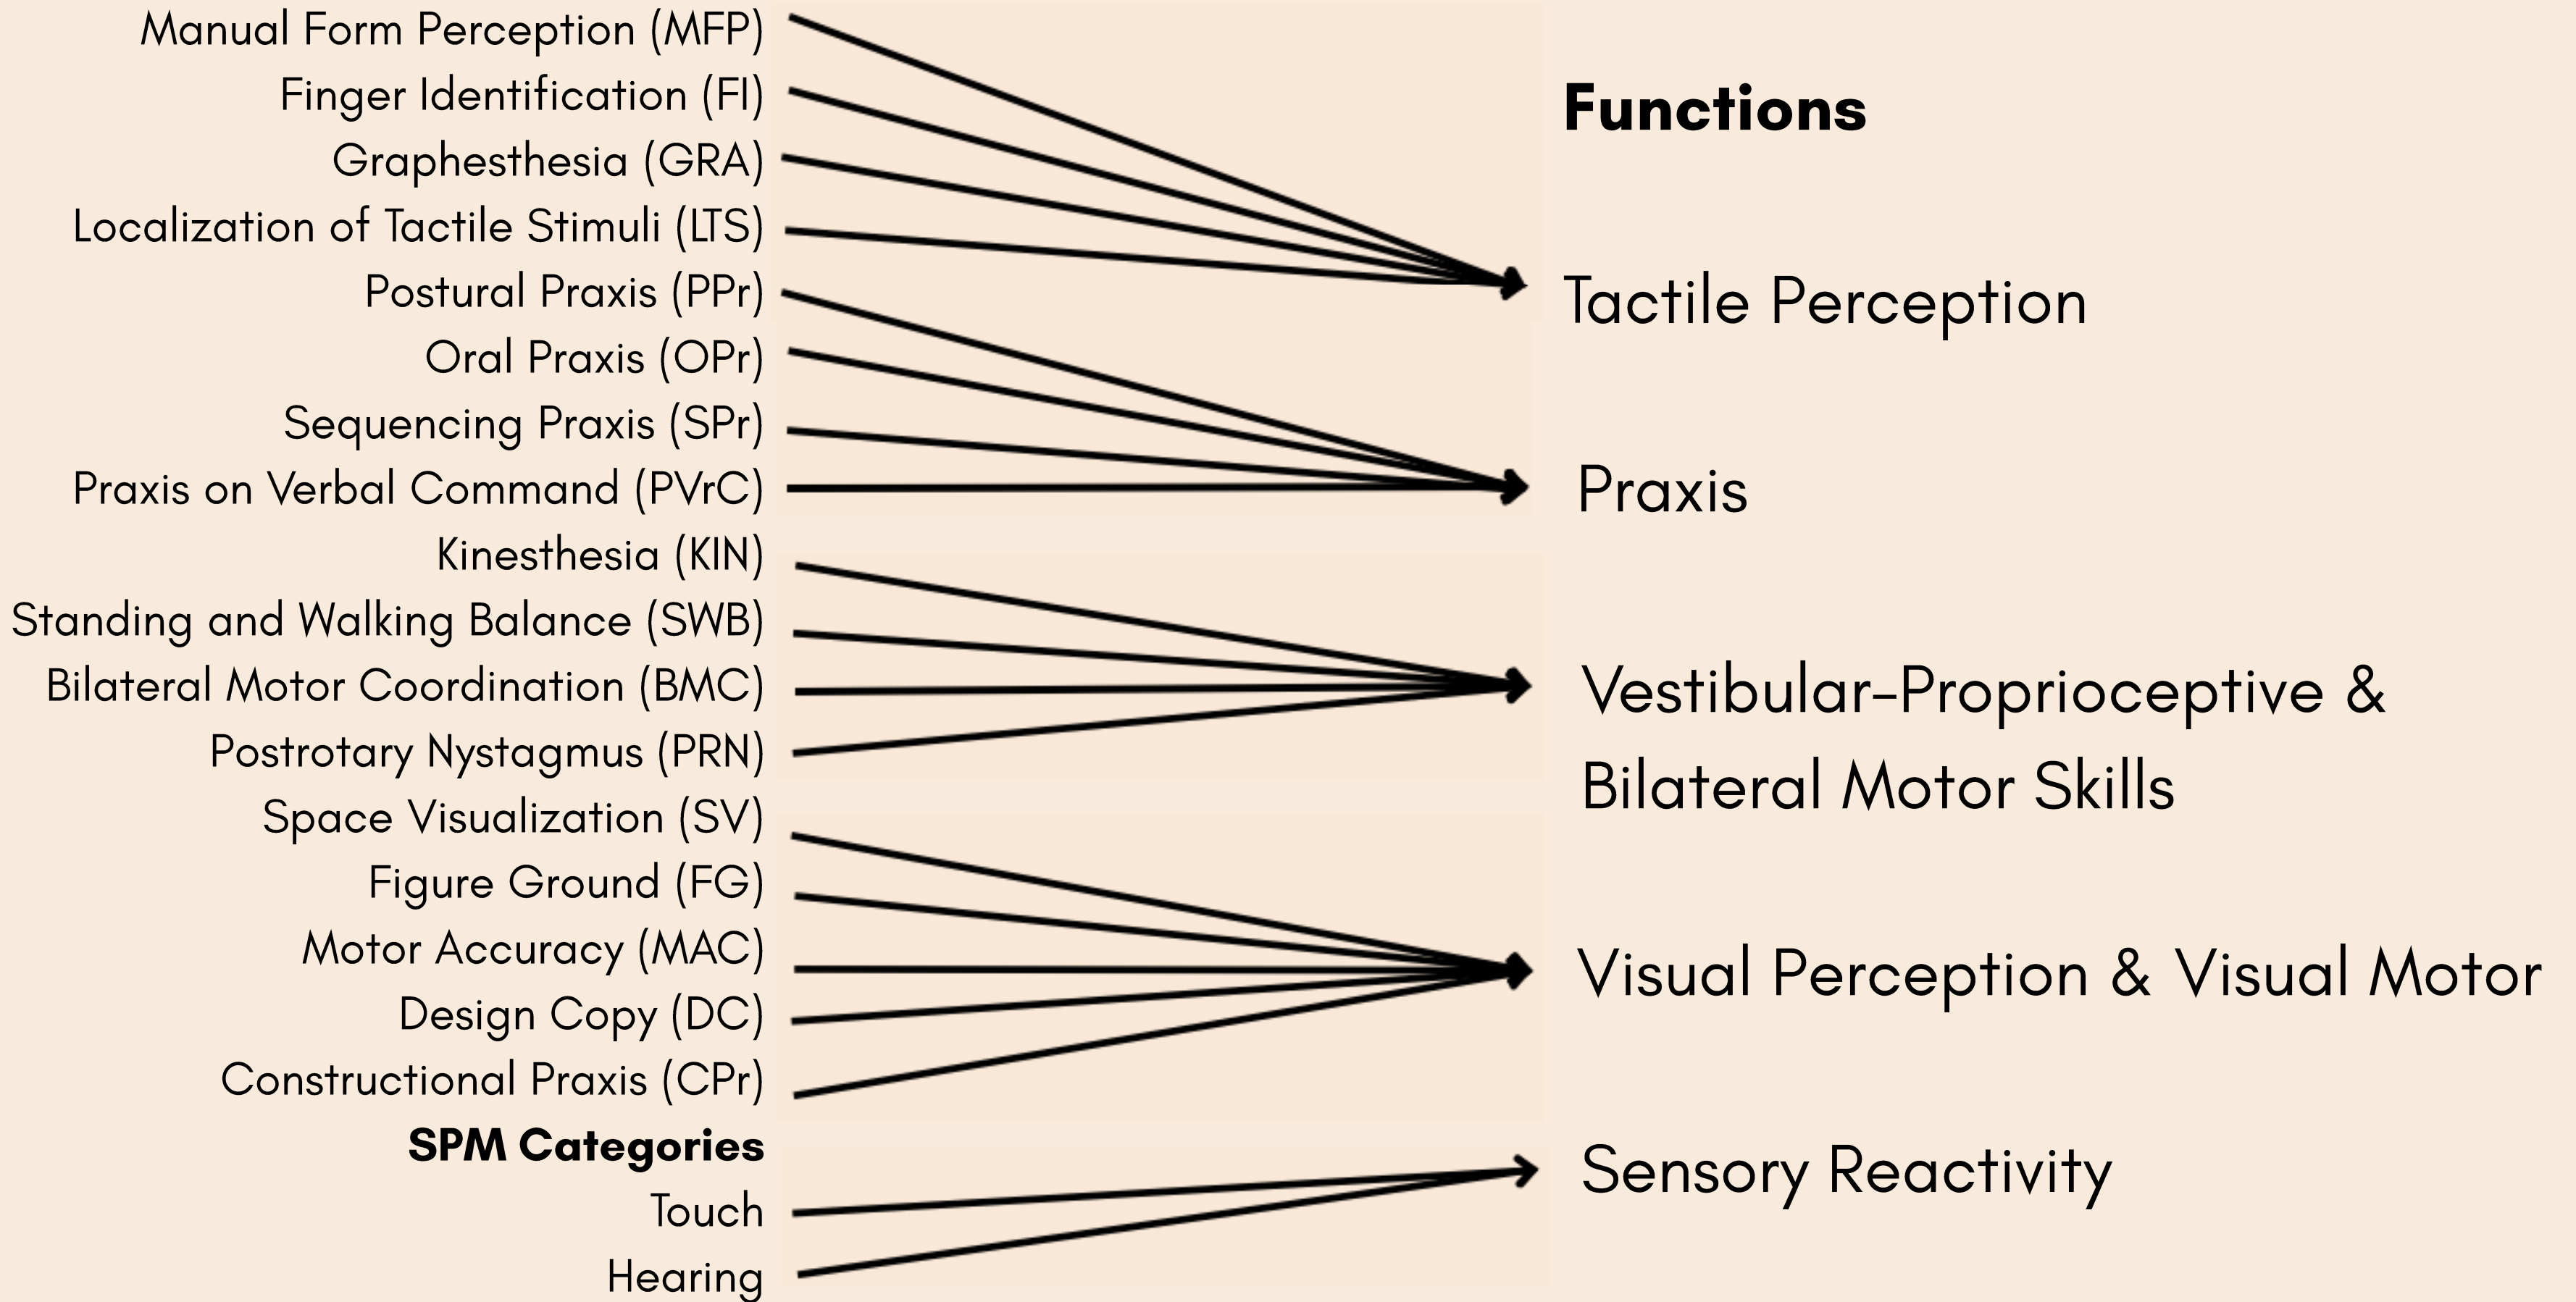 Manual Form Perception (MFP)
Finger Identification (FI)
Graphesthesia (GRA)
Localization of Tactile Stimuli (LTS)
Postural Praxis (PPr)
Oral Praxis (OPr)
Sequencing Praxis (SPr)
Praxis on Verbal Command (PVrC)
Kinesthesia (KIN)
Standing and Walking Balance (SWB)
Bilateral Motor Coordination (BMC)
Postrotary Nystagmus (PRN)
Space Visualization (SV)
Figure Ground (FG)
Motor Accuracy (MAC)
Design Copy (DC)
Constructional Praxis (CPr)
SPM Categories
Touch
Hearing
Functions
Tactile Perception
Praxis
Vestibular-Proprioceptive &
Bilateral Motor Skills
Visual Perception & Visual Motor
Sensory Reactivity